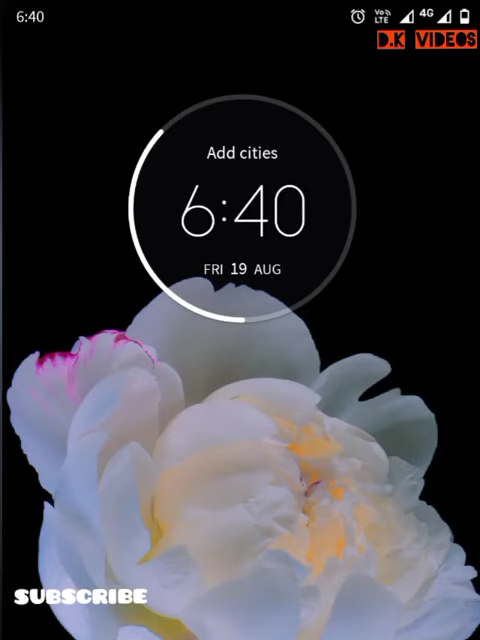 6:40
Vo LTE
4G
D.K VIDEOS
Add cities
6:40
FRI 19 AUG
SUBSCRIBE